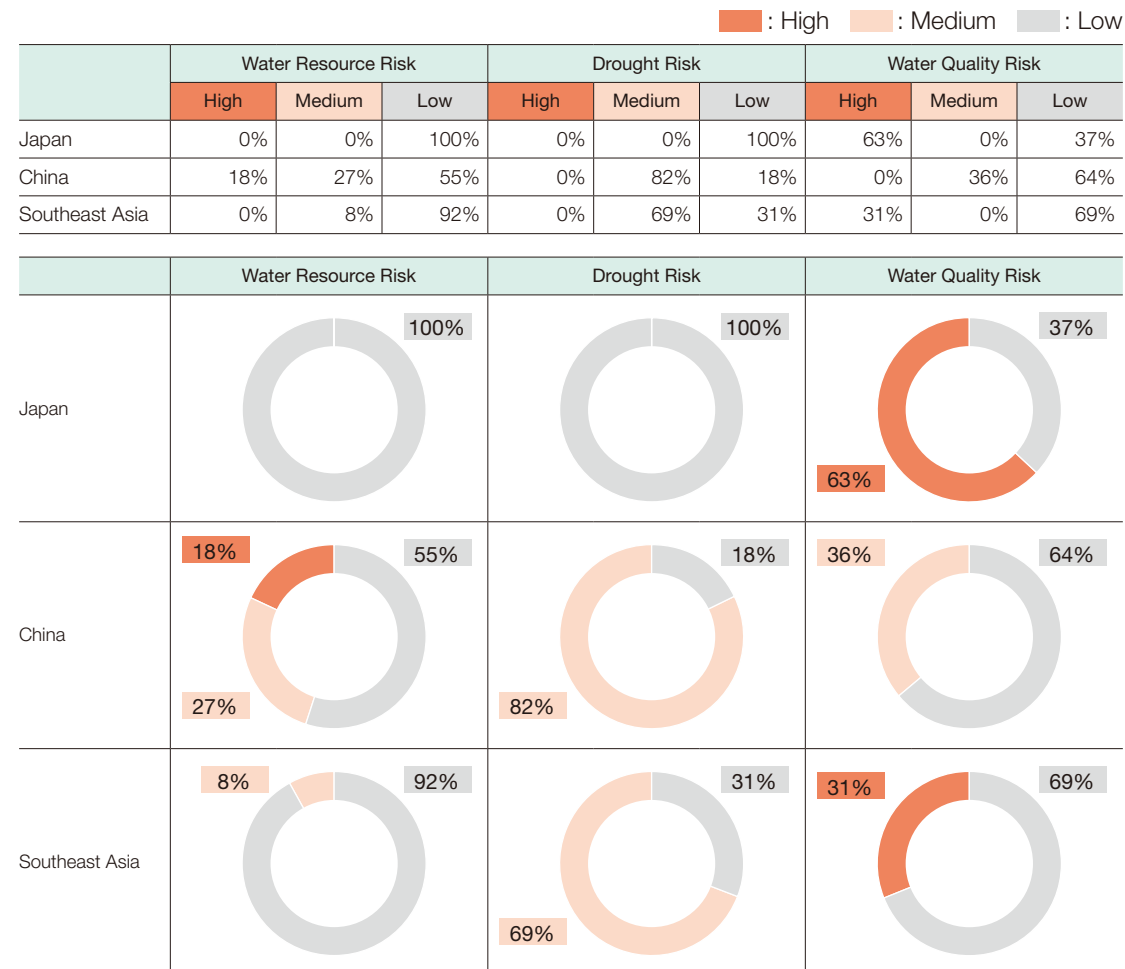 : High : Medium : Low
Water Resource Risk Drought Risk Water Quality Risk
High Medium Low High Medium Low High Medium Low
Japan 0% 0% 100% 0% 0% 100% 63% 0% 37%
China 18% 27% 55% 0% 82% 18% 0% 36% 64%
Southeast Asia 0% 8% 92% 0% 69% 31% 31% 0% 69%
Water Resource Risk Drought Risk Water Quality Risk
100% 100% 37%
Japan
63%
18% 55% 18% 36% 64%
China
27% 82%
8% 92% 31% 31% 69%
Southeast Asia
69%